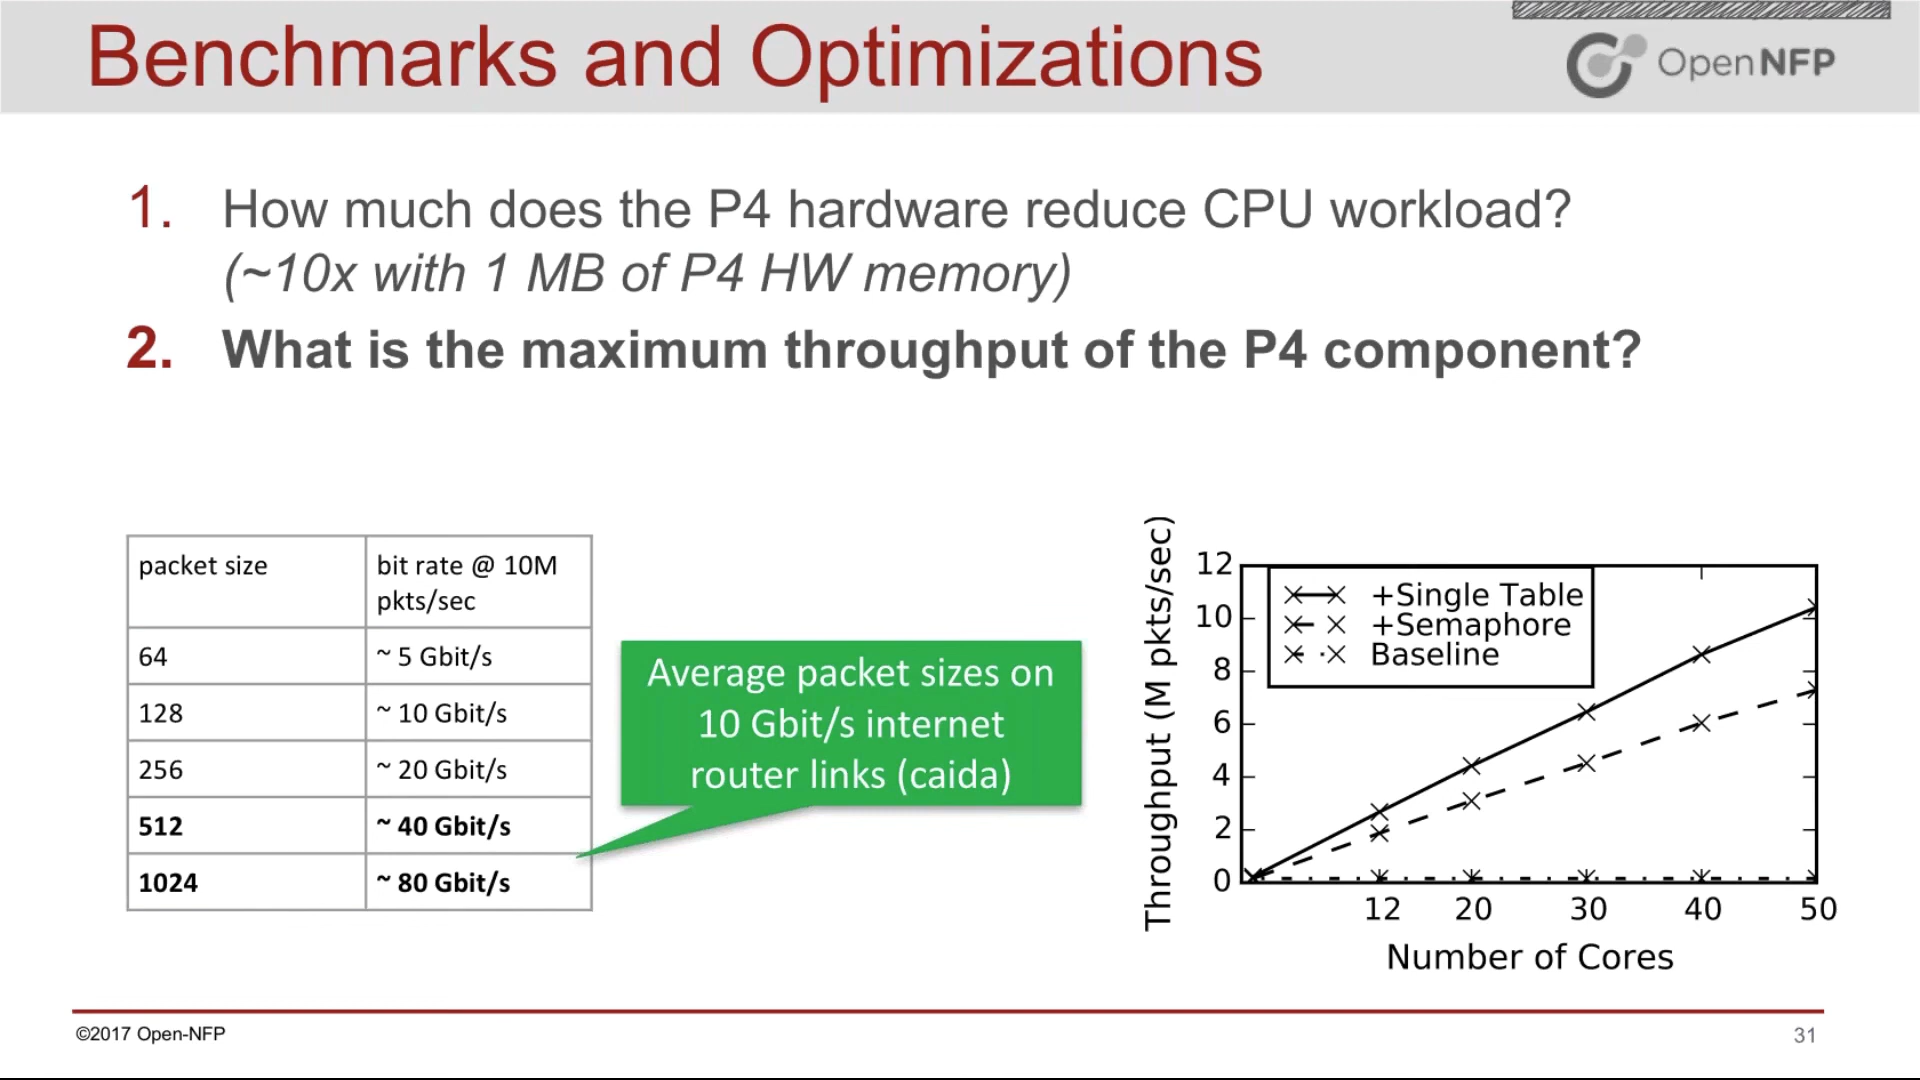 Benchmarks and Optimizations
OpenNFP
1. How much does the P4 hardware reduce CPU workload?
(~10x with 1 MB of P4 HW memory)
2. What is the maximum throughput of the P4 component?
packet size
bit rate @ 10M
pkts/sec
64
~ 5 Gbit/s
128
~ 10 Gbit/s
256
~ 20 Gbit/s
512
~ 40 Gbit/s
1024
~ 80 Gbit/s
Average packet sizes on
10 Gbit/s internet
router links (caida)
Throughput (M pkts/sec)
12
10
8
6
4
2
0
+Single Table
+Semaphore
Baseline
12 20 30 40 50
Number of Cores
©2017 Open-NFP
31